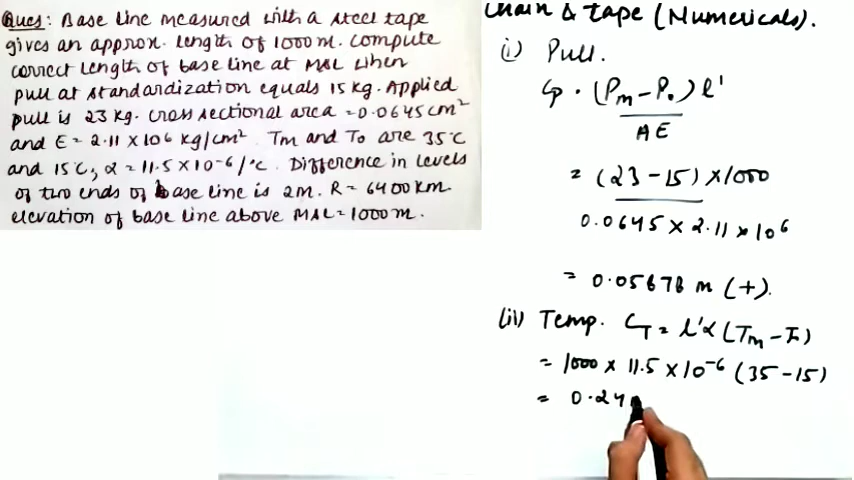 Ques: Base line measured with a steel tape
gives an approx. length of 1000 m. Compute
correct length of base line at MSL when
pull at standardization equals 15 kg. Applied
pull is 23 kg. cross sectional area = 0.0645 cm²
and E = 2.11 × 10⁶ kg/cm². Tm and To are 35°C
and 15°C, α = 11.5 × 10⁻⁶ /°C. Difference in levels
of two ends of base line is 2m. R = 6400 km.
elevation of base line above MSL = 1000 m.
Chain & tape (Numericals).
i) Pull.
Cp = (Pm - Po) l'
AE
= (23 - 15) × 1000
0.0645 × 2.11 × 10⁶
= 0.05878 m (+).
(ii) Temp. CT = l'α (Tm - To)
= 1000 × 11.5 × 10⁻⁶ (35 - 15)
= 0.24